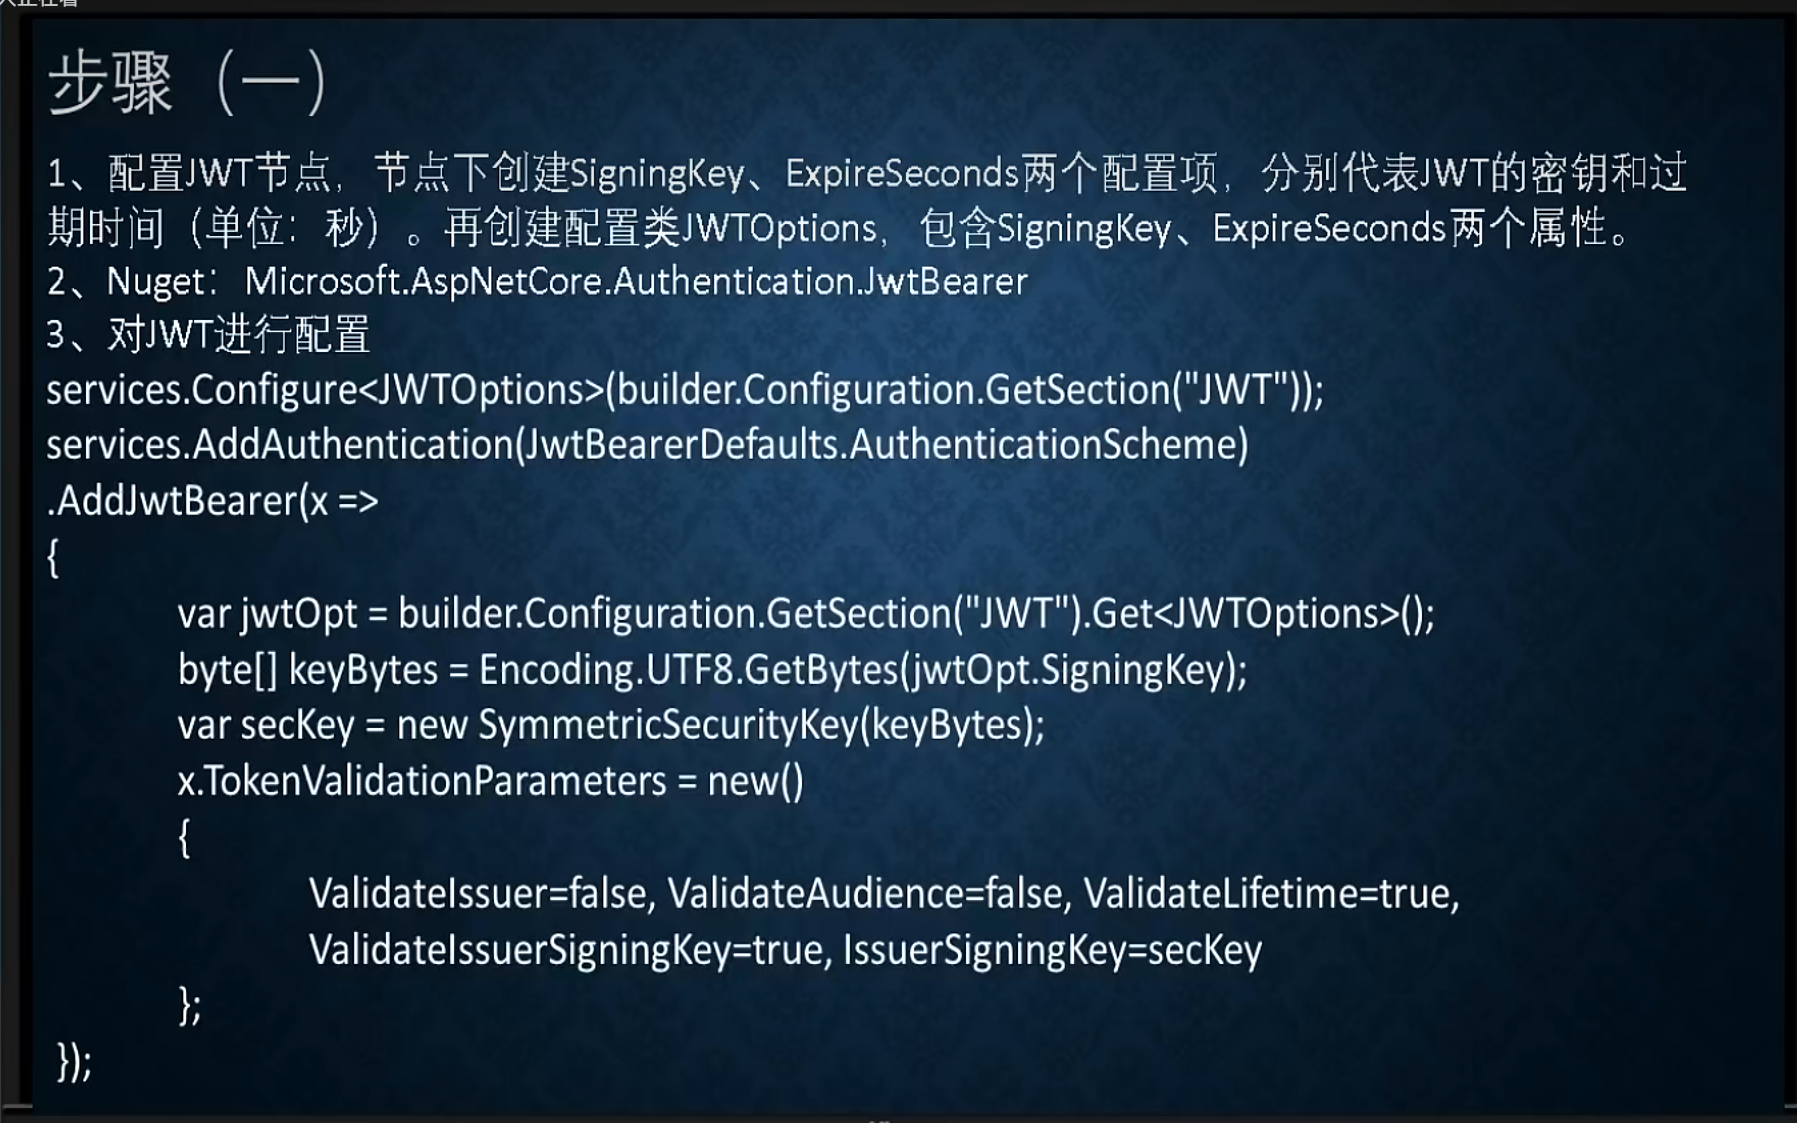 步骤（一）
1、配置JWT节点，节点下创建SigningKey、ExpireSeconds两个配置项，分别代表JWT的密钥和过
期时间（单位：秒）。再创建配置类JWTOptions，包含SigningKey、ExpireSeconds两个属性。
2、Nuget：Microsoft.AspNetCore.Authentication.JwtBearer
3、对JWT进行配置
services.Configure<JWTOptions>(builder.Configuration.GetSection("JWT"));
services.AddAuthentication(JwtBearerDefaults.AuthenticationScheme)
.AddJwtBearer(x =>
{
var jwtOpt = builder.Configuration.GetSection("JWT").Get<JWTOptions>();
byte[] keyBytes = Encoding.UTF8.GetBytes(jwtOpt.SigningKey);
var secKey = new SymmetricSecurityKey(keyBytes);
x.TokenValidationParameters = new()
{
ValidateIssuer=false, ValidateAudience=false, ValidateLifetime=true,
ValidateIssuerSigningKey=true, IssuerSigningKey=secKey
};
});